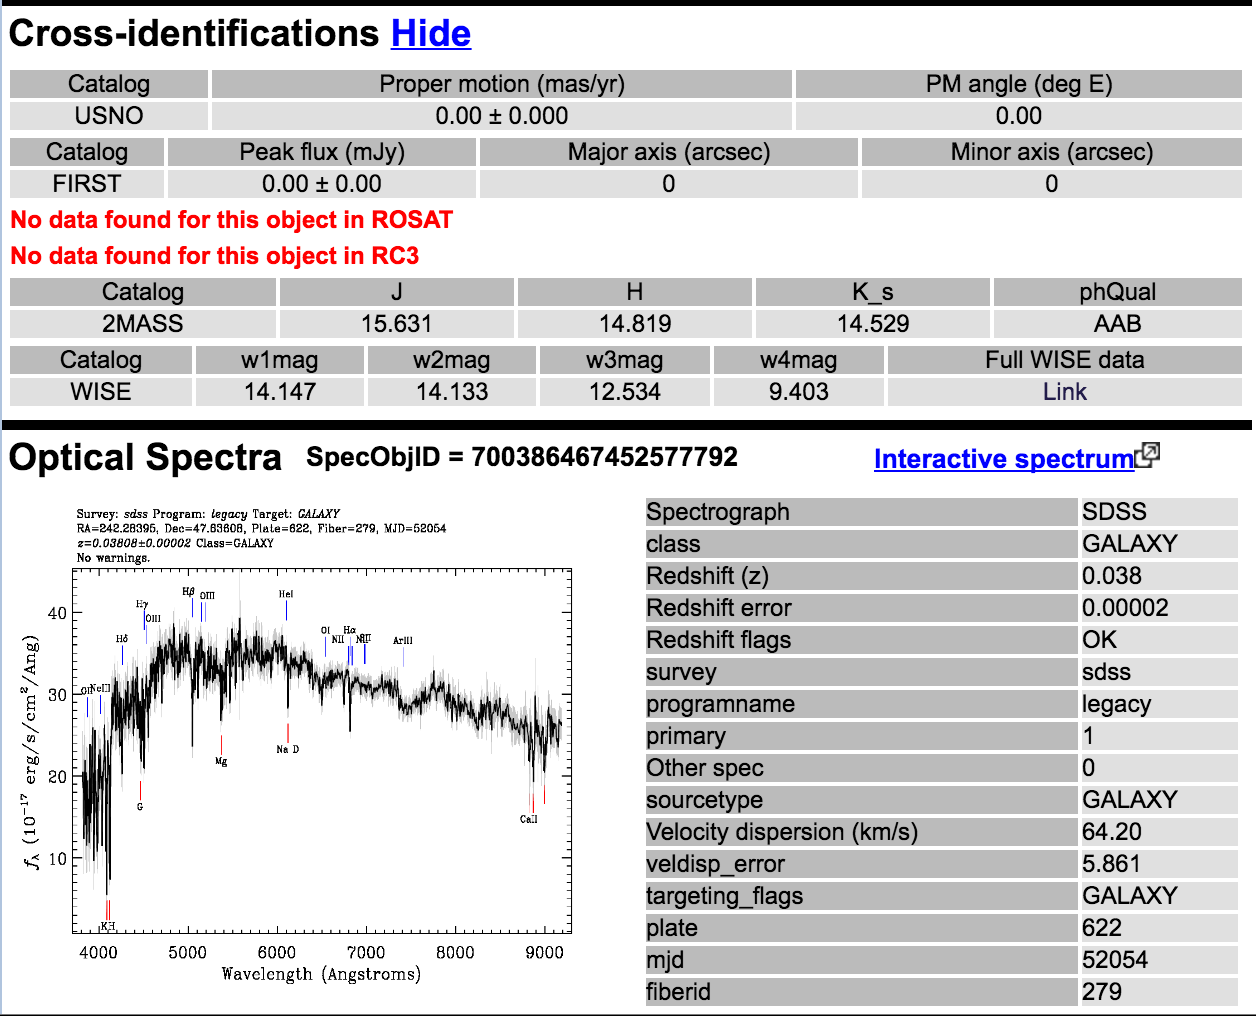 Cross-identifications Hide
Catalog Proper motion (mas/yr) PM angle (deg E)
USNO 0.00 ± 0.000 0.00
Catalog Peak flux (mJy) Major axis (arcsec) Minor axis (arcsec)
FIRST 0.00 ± 0.00 0 0
No data found for this object in ROSAT
No data found for this object in RC3
Catalog J H K_s phQual
2MASS 15.631 14.819 14.529 AAB
Catalog w1mag w2mag w3mag w4mag Full WISE data
WISE 14.147 14.133 12.534 9.403 Link
Optical Spectra SpecObjID = 700386467452577792 Interactive spectrum
Survey: sdss Program: legacy Target: GALAXY
RA=242.28395, Dec=47.63608, Plate=622, Fiber=279, MJD=52054
z=0.03808±0.00002 Class=GALAXY
No warnings.
fλ (10−17 erg/s/cm2/Ang)
40
30
20
10
Hβ OIII HeI
Hγ
OIII
Hδ
OI NII Hα
ArIII
NeIII
Mg
Na D
G
CaII
K H
4000 5000 6000 7000 8000 9000
Wavelength (Angstroms)
Spectrograph SDSS
class GALAXY
Redshift (z) 0.038
Redshift error 0.00002
Redshift flags OK
survey sdss
programname legacy
primary 1
Other spec 0
sourcetype GALAXY
Velocity dispersion (km/s) 64.20
veldisp_error 5.861
targeting_flags GALAXY
plate 622
mjd 52054
fiberid 279